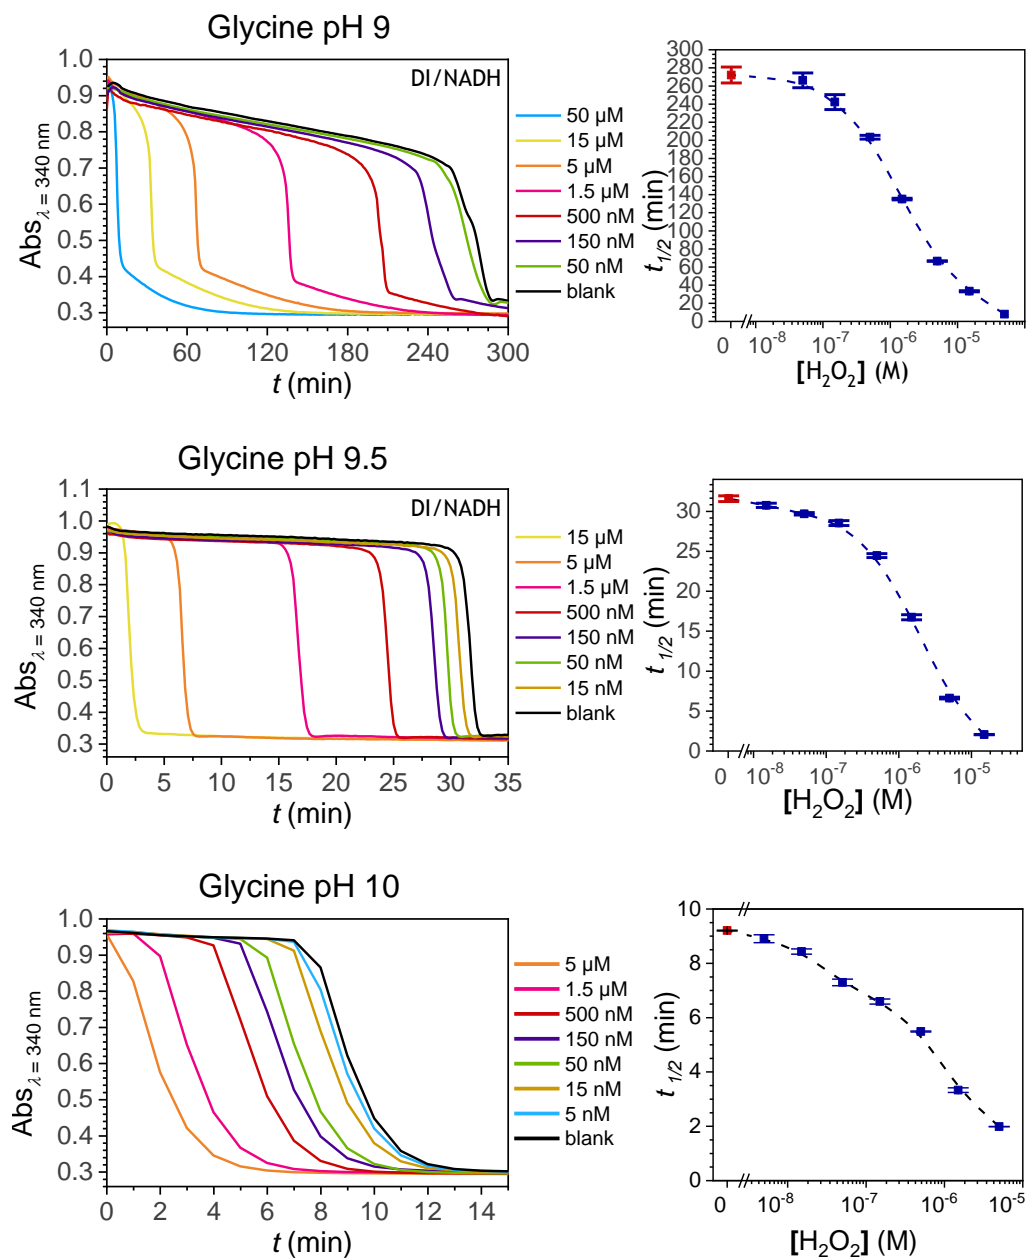 Glycine pH 9
DI/NADH
Abs λ = 340 nm
1.0
0.9
0.8
0.7
0.6
0.5
0.4
0.3
0 60 120 180 240 300
t (min)
50 µM
15 µM
5 µM
1.5 µM
500 nM
150 nM
50 nM
blank
t 1/2 (min)
300
280
260
240
220
200
180
160
140
120
100
80
60
40
20
0
0 10⁻⁸ 10⁻⁷ 10⁻⁶ 10⁻⁵
[H₂O₂] (M)
Glycine pH 9.5
DI/NADH
Abs λ = 340 nm
1.1
1.0
0.9
0.8
0.7
0.6
0.5
0.4
0.3
0 5 10 15 20 25 30 35
t (min)
15 µM
5 µM
1.5 µM
500 nM
150 nM
50 nM
15 nM
blank
t 1/2 (min)
30
25
20
15
10
5
0
0 10⁻⁸ 10⁻⁷ 10⁻⁶ 10⁻⁵
[H₂O₂] (M)
Glycine pH 10
Abs λ = 340 nm
1.0
0.9
0.8
0.7
0.6
0.5
0.4
0.3
0 2 4 6 8 10 12 14
t (min)
5 µM
1.5 µM
500 nM
150 nM
50 nM
15 nM
5 nM
blank
t 1/2 (min)
10
8
6
4
2
0
0 10⁻⁸ 10⁻⁷ 10⁻⁶ 10⁻⁵
[H₂O₂] (M)